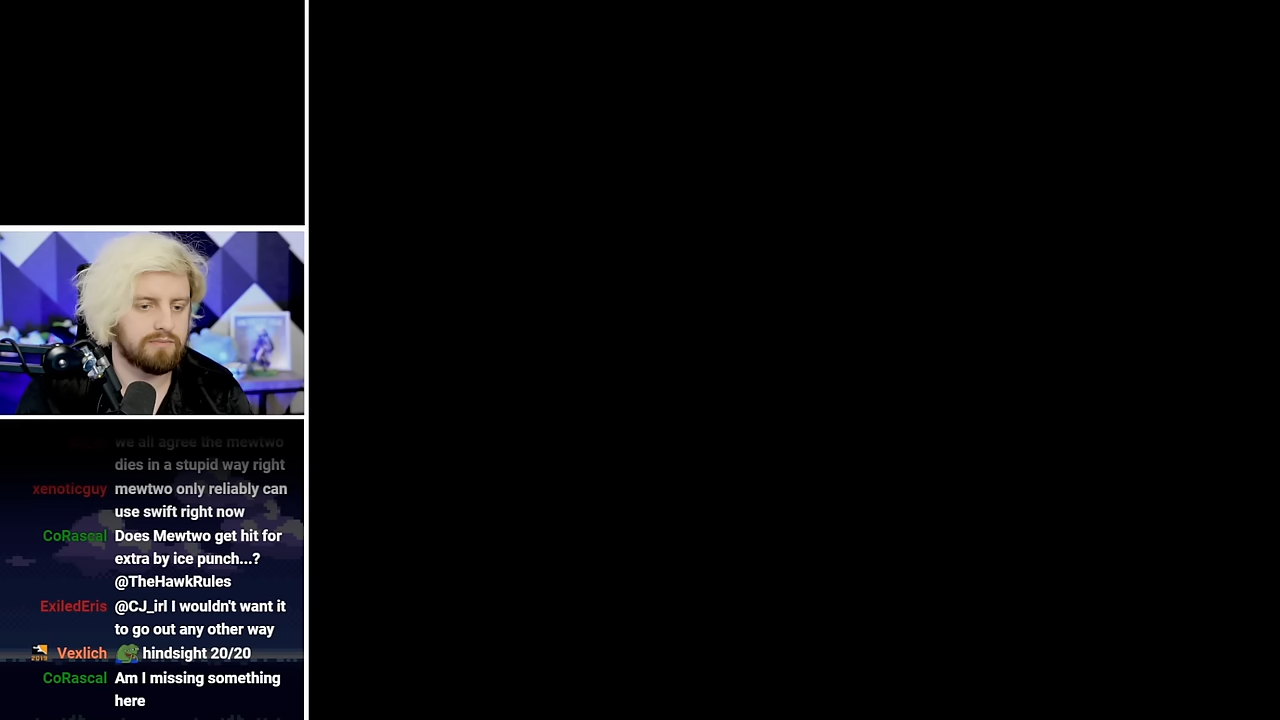 we all agree the mewtwo
dies in a stupid way right
xenoticguy mewtwo only reliably can
use swift right now
CoRascal Does Mewtwo get hit for
extra by ice punch...?
@TheHawkRules
ExiledEris @CJ_irl I wouldn't want it
to go out any other way
Vexlich hindsight 20/20
CoRascal Am I missing something
here